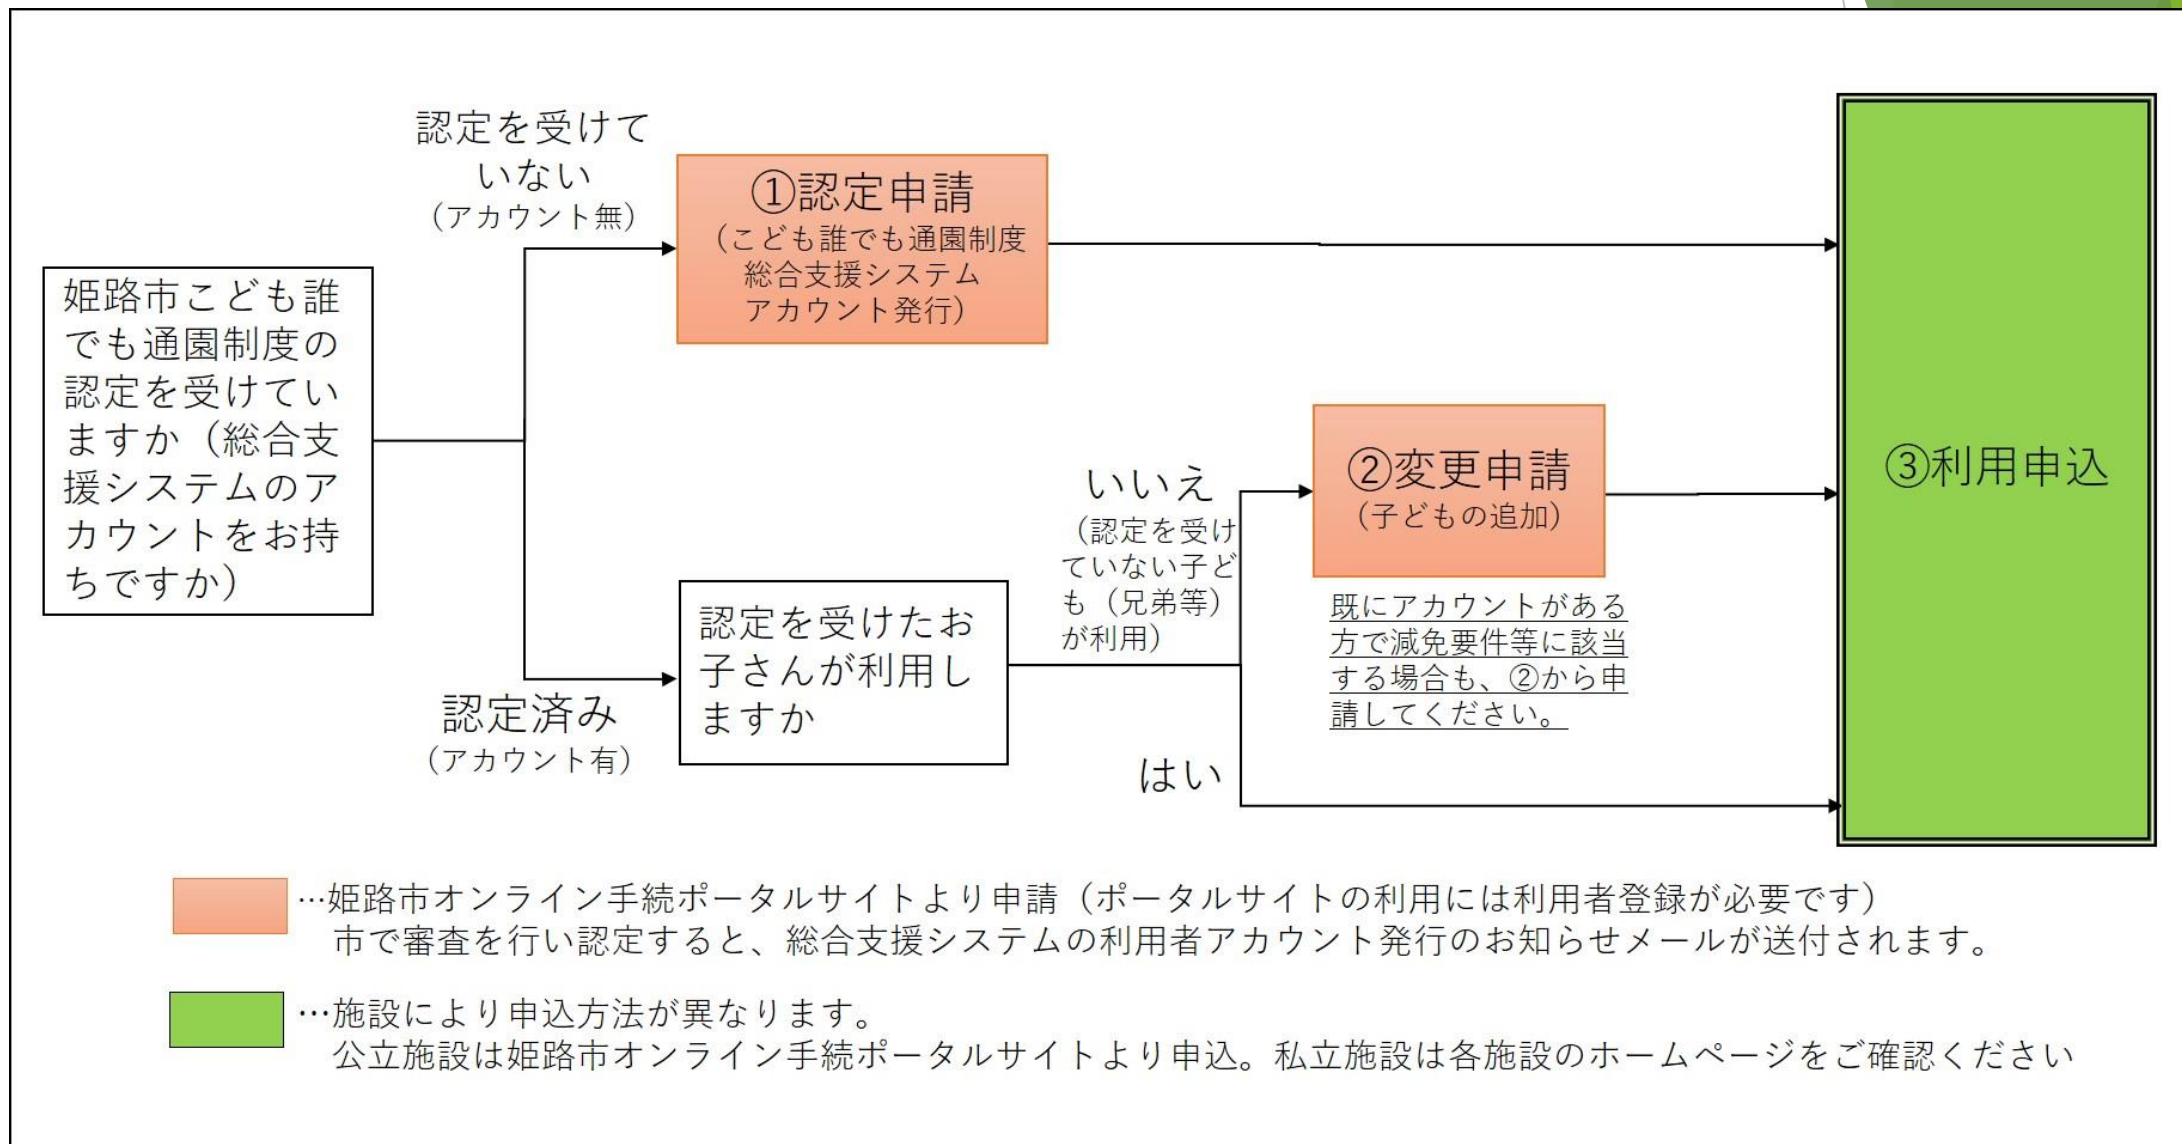 姫路市こども誰
でも通園制度の
認定を受けてい
ますか（総合支
援システムのア
カウントをお持
ちですか）
認定を受けて
いない
（アカウント無）
①認定申請
（こども誰でも通園制度
総合支援システム
アカウント発行）
認定済み
（アカウント有）
認定を受けたお
子さんが利用し
ますか
いいえ
（認定を受け
ていない子ど
も（兄弟等）
が利用）
はい
②変更申請
（子どもの追加）
既にアカウントがある
方で減免要件等に該当
する場合も、②から申
請してください。
③利用申込
…姫路市オンライン手続ポータルサイトより申請（ポータルサイトの利用には利用者登録が必要です）
市で審査を行い認定すると、総合支援システムの利用者アカウント発行のお知らせメールが送付されます。
…施設により申込方法が異なります。
公立施設は姫路市オンライン手続ポータルサイトより申込。私立施設は各施設のホームページをご確認ください